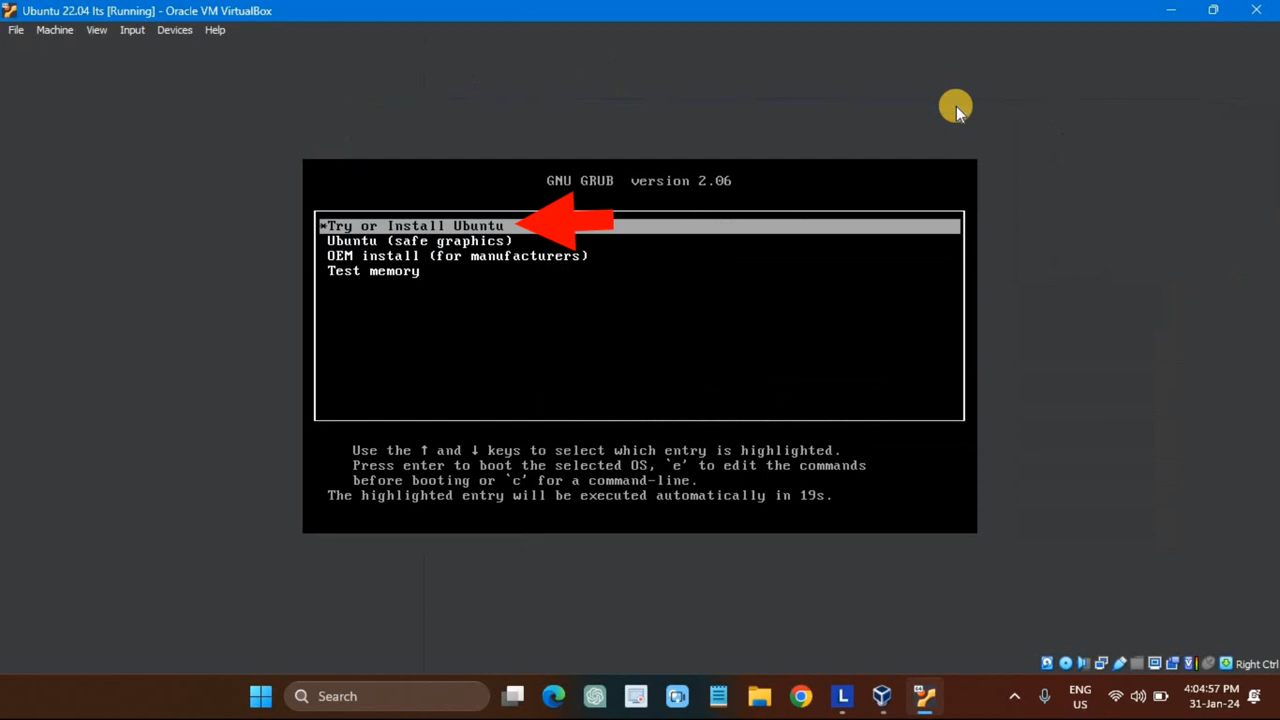 Ubuntu 22.04 lts [Running] - Oracle VM VirtualBox
File Machine View Input Devices Help
GNU GRUB version 2.06
*Try or Install Ubuntu
Ubuntu (safe graphics)
OEM install (for manufacturers)
Test memory
Use the ↑ and ↓ keys to select which entry is highlighted.
Press enter to boot the selected OS, `e' to edit the commands
before booting or `c' for a command-line.
The highlighted entry will be executed automatically in 19s.
Right Ctrl
Search
L
ENG
US
4:04:57 PM
31-Jan-24